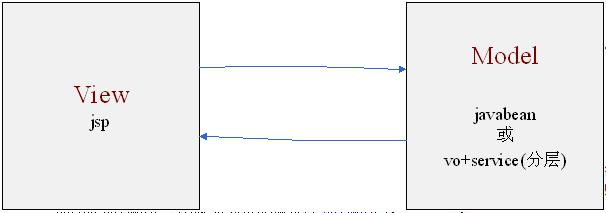 View
jsp
Model
javabean
或
vo+service(分层)